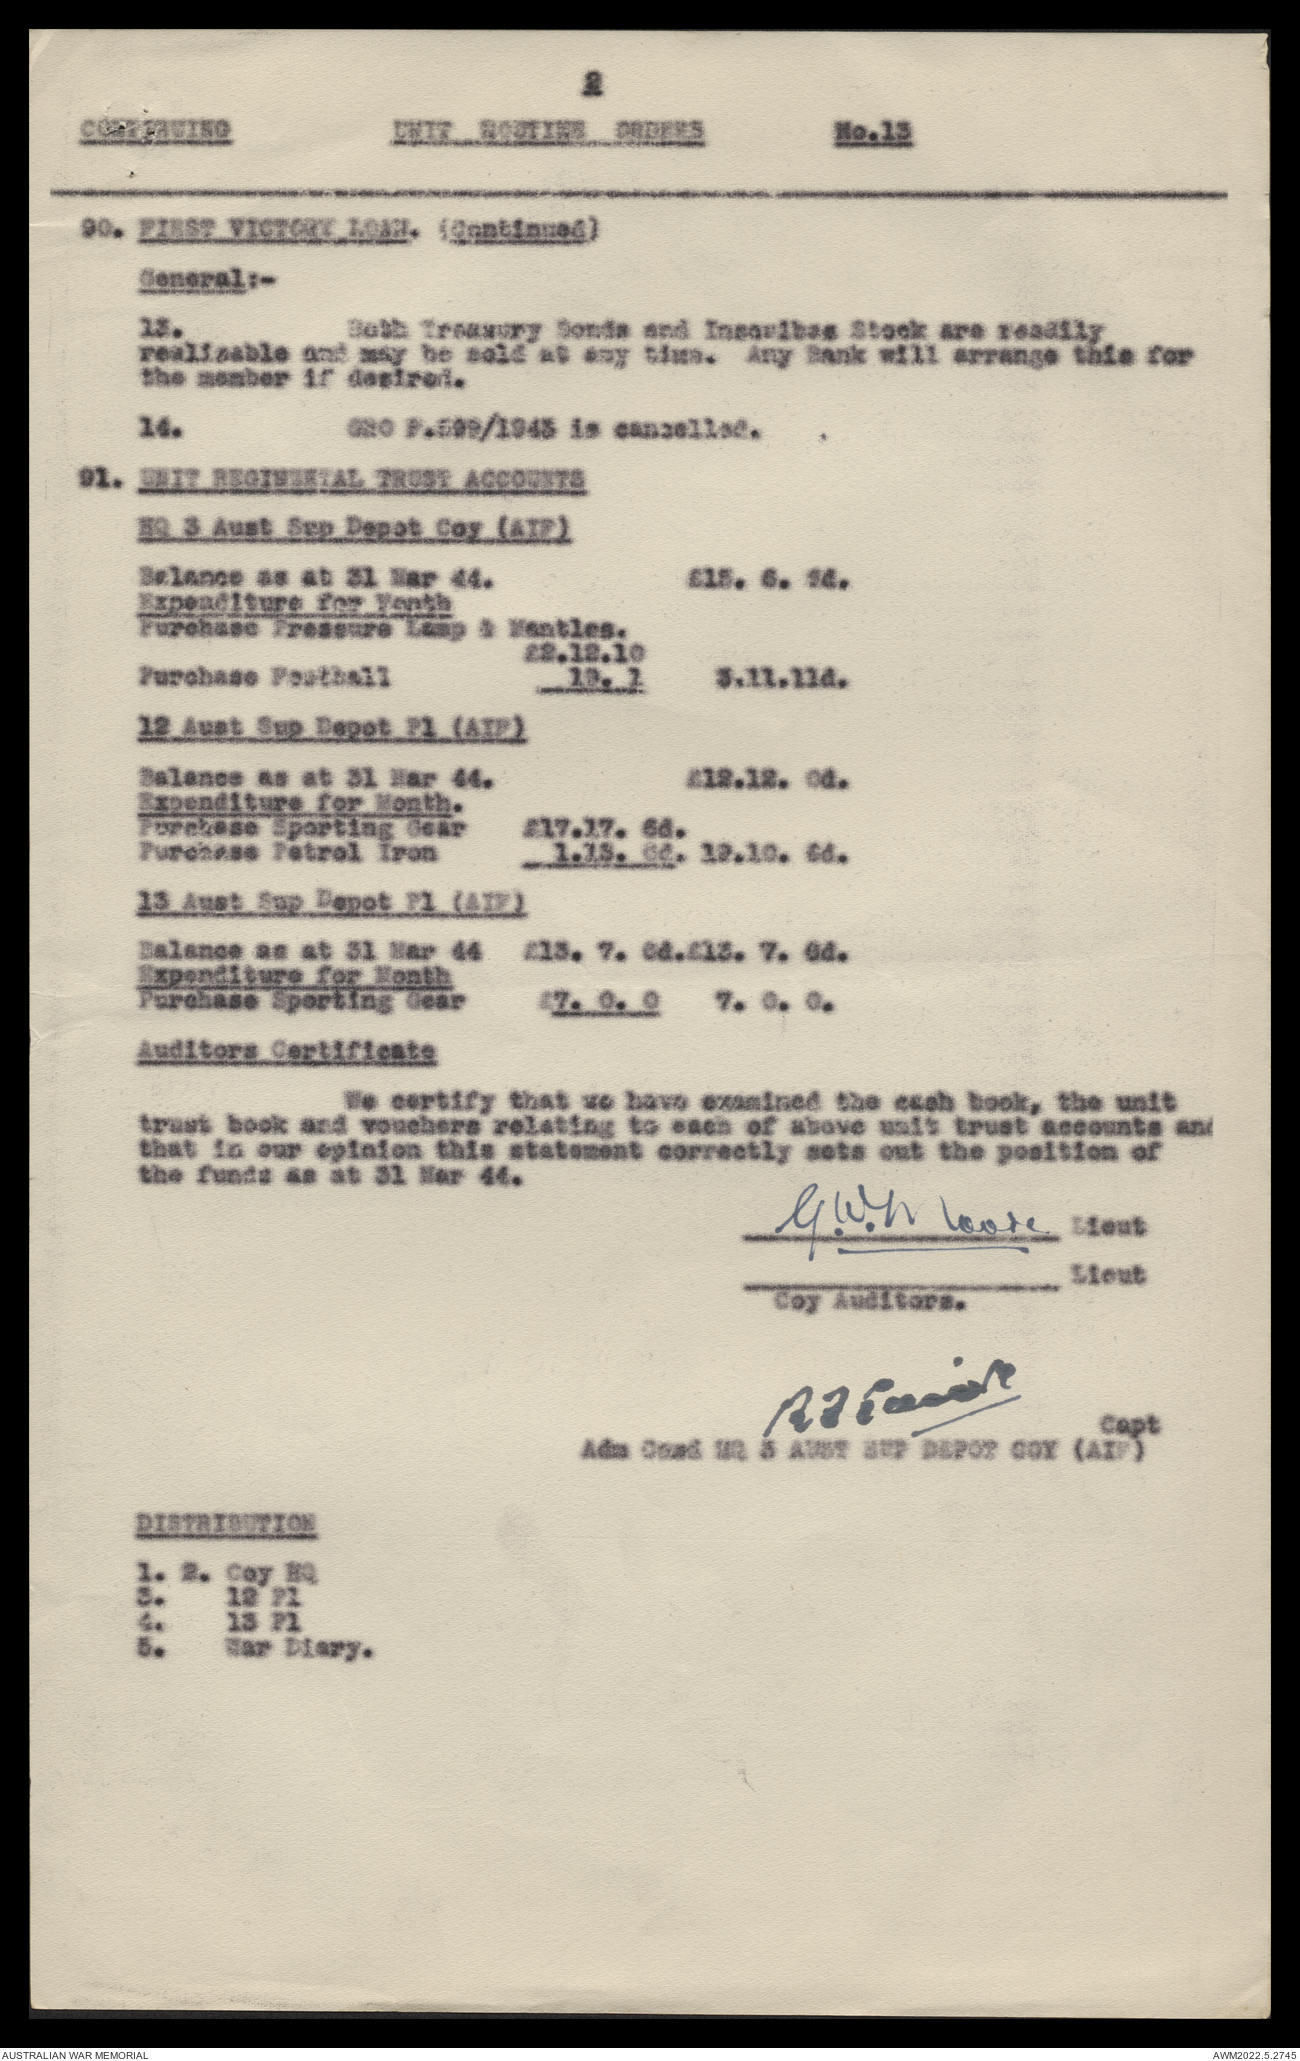 2
CONTINUING UNIT ROUTINE ORDERS No.13
90. FIRST VICTORY LOAN. (Continued)
General:-
13. Both Treasury Bonds and Inscribes Stock are readily
realizable and may be sold at any time. Any Bank will arrange this for
the member if desired.
14. GRO P.599/1943 is cancelled.
91. UNIT REGIMENTAL TRUST ACCOUNTS
HQ 3 Aust Sup Depot Coy (AIF)
Balance as at 31 Mar 44. £15. 6. d.
Expenditure for Month
Purchase Pressure Lamp & Mantles.
£2.12.10
Purchase Football 19. 1 3.11.11d.
12 Aust Sup Depot Pl (AIF)
Balance as at 31 Mar 44. £12.12. 0d.
Expenditure for Month.
Purchase Sporting Gear £17.17. 6d.
Purchase Petrol Iron 1.13. 0d. 19.10. 6d.
13 Aust Sup Depot Pl (AIF)
Balance as at 31 Mar 44 £13. 7. 6d.£13. 7. 6d.
Expenditure for Month
Purchase Sporting Gear £7. 0. 0 7. 0. 0.
Auditors Certificate
We certify that we have examined the cash book, the unit
trust book and vouchers relating to each of above unit trust accounts and
that in our opinion this statement correctly sets out the position of
the funds as at 31 Mar 44.
G.W. Moore Lieut
Lieut
Coy Auditors.
Capt
Adm Comd HQ 3 AUST SUP DEPOT COY (AIF)
DISTRIBUTION
1. 2. Coy HQ
3. 12 Pl
4. 13 Pl
5. War Diary.
AUSTRALIAN WAR MEMORIAL AWM2022.5.2745